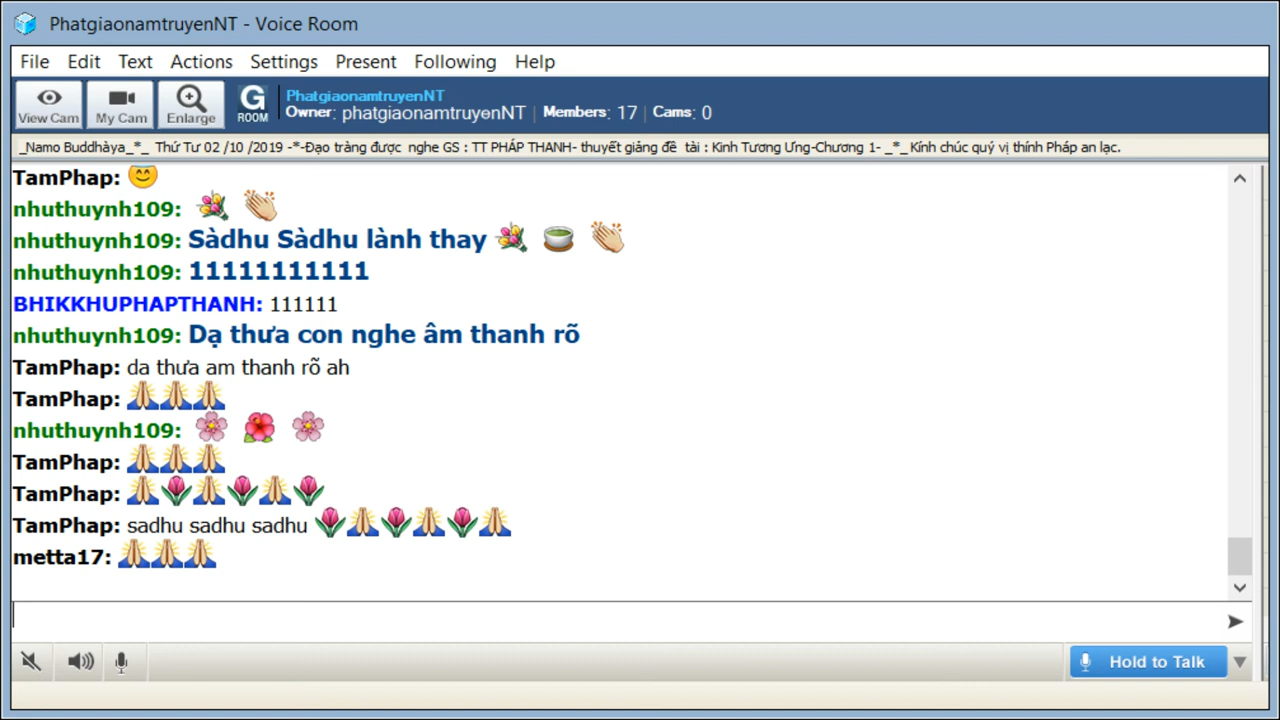 PhatgiaonamtruyenNT - Voice Room
File Edit Text Actions Settings Present Following Help
View Cam My Cam Enlarge G ROOM
PhatgiaonamtruyenNT
Owner: phatgiaonamtruyenNT | Members: 17 | Cams: 0
_Namo Buddhàya_*_ Thứ Tư 02 /10 /2019 -*-Đạo tràng được nghe GS : TT PHÁP THANH- thuyết giảng đề tài : Kinh Tương Ưng-Chương 1- _*_Kính chúc quý vị thính Pháp an lạc.
TamPhap: 😇
nhuthuynh109: 💐 👏
nhuthuynh109: Sàdhu Sàdhu lành thay 💐 🍵 👏
nhuthuynh109: 11111111111
BHIKKHUPHAPTHANH: 111111
nhuthuynh109: Dạ thưa con nghe âm thanh rõ
TamPhap: da thưa am thanh rõ ah
TamPhap: 🙏🙏🙏
nhuthuynh109: 🌸 🌺 🌸
TamPhap: 🙏🙏🙏
TamPhap: 🙏🌷🙏🌷🙏🌷
TamPhap: sadhu sadhu sadhu 🌷🙏🌷🙏🌷🙏
metta17: 🙏🙏🙏
Hold to Talk